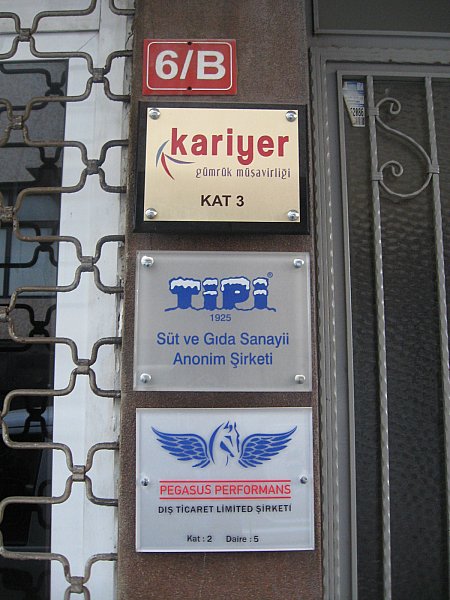 6/B
kariyer
gümrük müşavirliği
KAT 3
TIPI ®
1925
Süt ve Gıda Sanayii
Anonim Şirketi
PEGASUS PERFORMANS
DIŞ TİCARET LİMİTED ŞİRKETİ
Kat : 2 Daire : 5